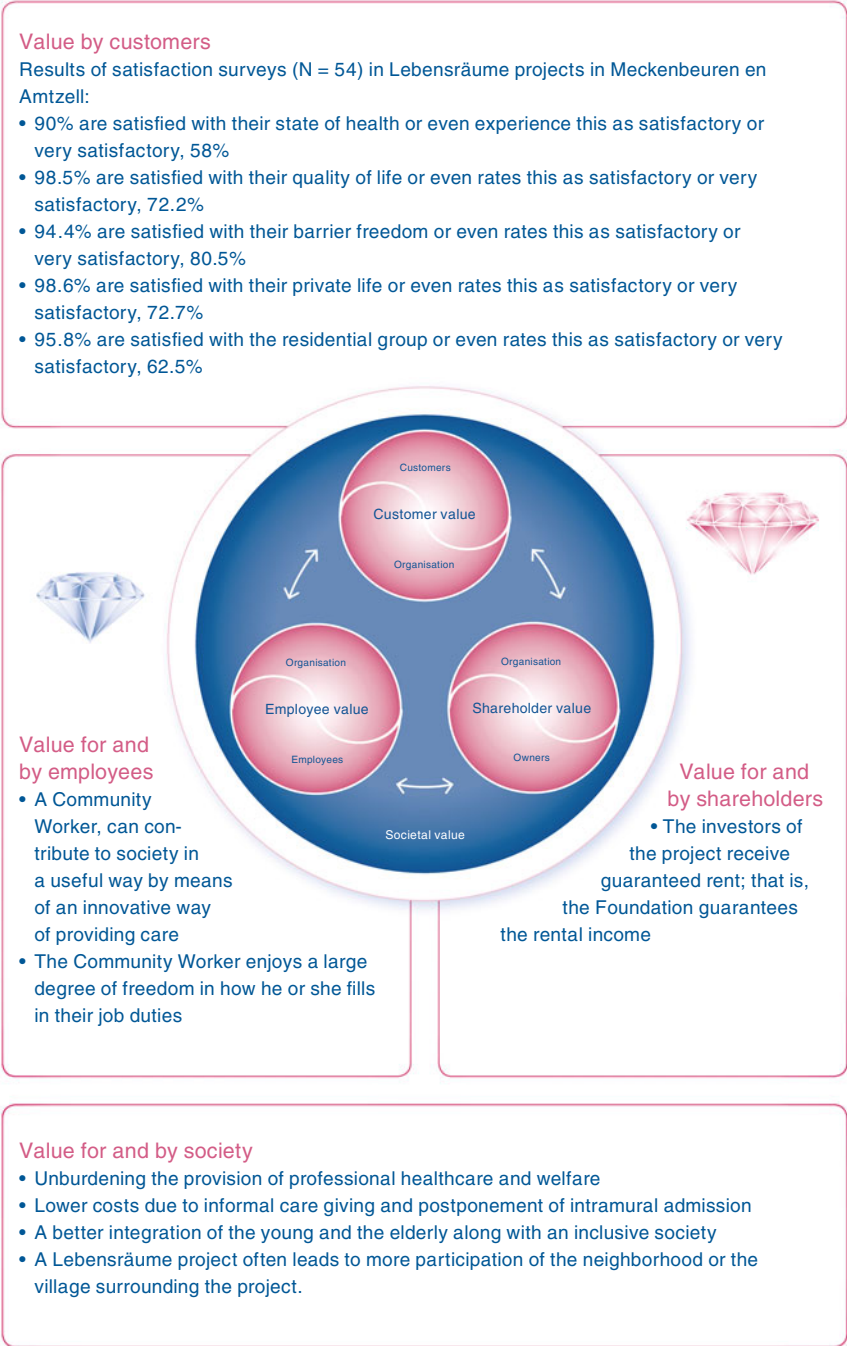 Value by customers
Results of satisfaction surveys (N = 54) in Lebensräume projects in Meckenbeuren en
Amtzell:
• 90% are satisfied with their state of health or even experience this as satisfactory or
very satisfactory, 58%
• 98.5% are satisfied with their quality of life or even rates this as satisfactory or very
satisfactory, 72.2%
• 94.4% are satisfied with their barrier freedom or even rates this as satisfactory or
very satisfactory, 80.5%
• 98.6% are satisfied with their private life or even rates this as satisfactory or very
satisfactory, 72.7%
• 95.8% are satisfied with the residential group or even rates this as satisfactory or very
satisfactory, 62.5%
Customers
Customer value
Organisation
Organisation
Employee value
Employees
Organisation
Shareholder value
Owners
Societal value
Value for and
by employees
• A Community
Worker, can con-
tribute to society in
a useful way by means
of an innovative way
of providing care
• The Community Worker enjoys a large
degree of freedom in how he or she fills
in their job duties
Value for and
by shareholders
• The investors of
the project receive
guaranteed rent; that is,
the Foundation guarantees
the rental income
Value for and by society
• Unburdening the provision of professional healthcare and welfare
• Lower costs due to informal care giving and postponement of intramural admission
• A better integration of the young and the elderly along with an inclusive society
• A Lebensräume project often leads to more participation of the neighborhood or the
village surrounding the project.